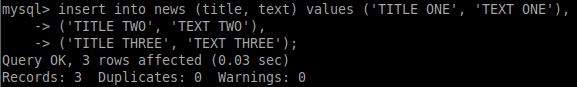 mysql> insert into news (title, text) values ('TITLE ONE', 'TEXT ONE'),
    -> ('TITLE TWO', 'TEXT TWO'),
    -> ('TITLE THREE', 'TEXT THREE');
Query OK, 3 rows affected (0.03 sec)
Records: 3  Duplicates: 0  Warnings: 0